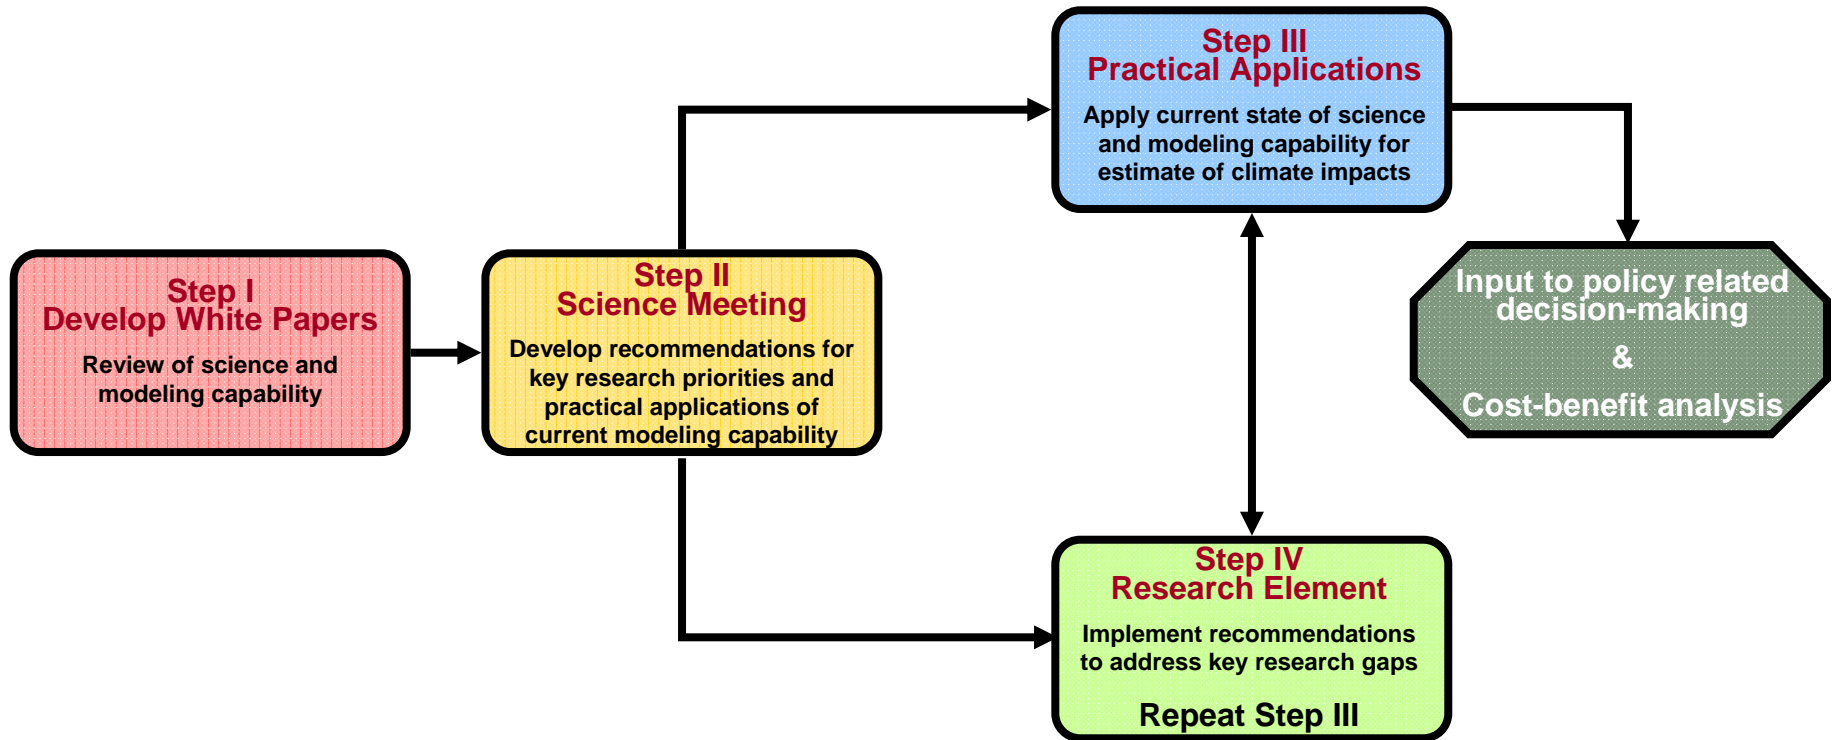 Step I
Develop White Papers
Review of science and
modeling capability
Step II
Science Meeting
Develop recommendations for
key research priorities and
practical applications of
current modeling capability
Step III
Practical Applications
Apply current state of science
and modeling capability for
estimate of climate impacts
Input to policy related
decision-making
&
Cost-benefit analysis
Step IV
Research Element
Implement recommendations
to address key research gaps
Repeat Step III